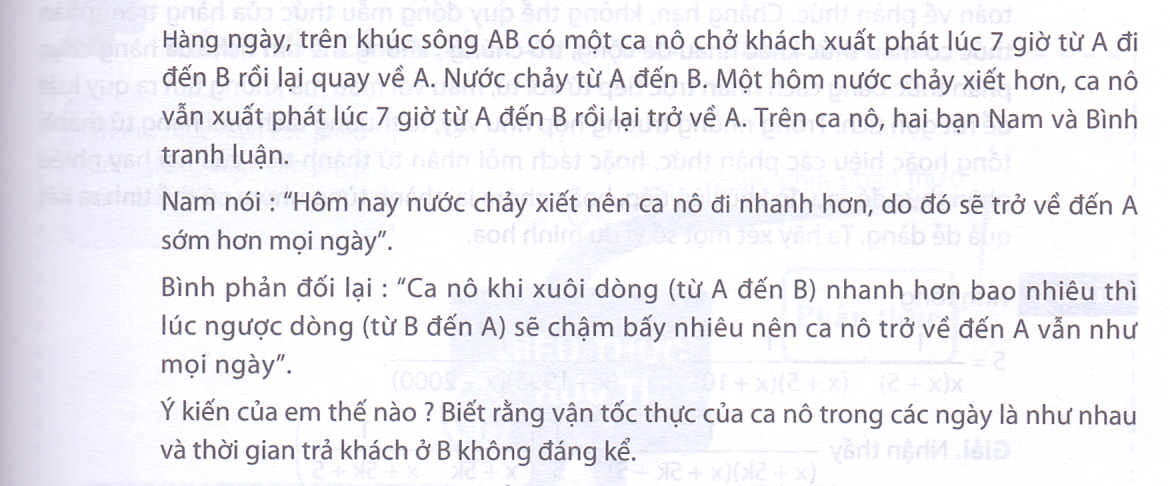 Hàng ngày, trên khúc sông AB có một ca nô chở khách xuất phát lúc 7 giờ từ A đi
đến B rồi lại quay về A. Nước chảy từ A đến B. Một hôm nước chảy xiết hơn, ca nô
vẫn xuất phát lúc 7 giờ từ A đến B rồi lại trở về A. Trên ca nô, hai bạn Nam và Bình
tranh luận.
Nam nói : “Hôm nay nước chảy xiết nên ca nô đi nhanh hơn, do đó sẽ trở về đến A
sớm hơn mọi ngày”.
Bình phản đối lại : “Ca nô khi xuôi dòng (từ A đến B) nhanh hơn bao nhiêu thì
lúc ngược dòng (từ B đến A) sẽ chậm bấy nhiêu nên ca nô trở về đến A vẫn như
mọi ngày”.
Ý kiến của em thế nào ? Biết rằng vận tốc thực của ca nô trong các ngày là như nhau
và thời gian trả khách ở B không đáng kể.